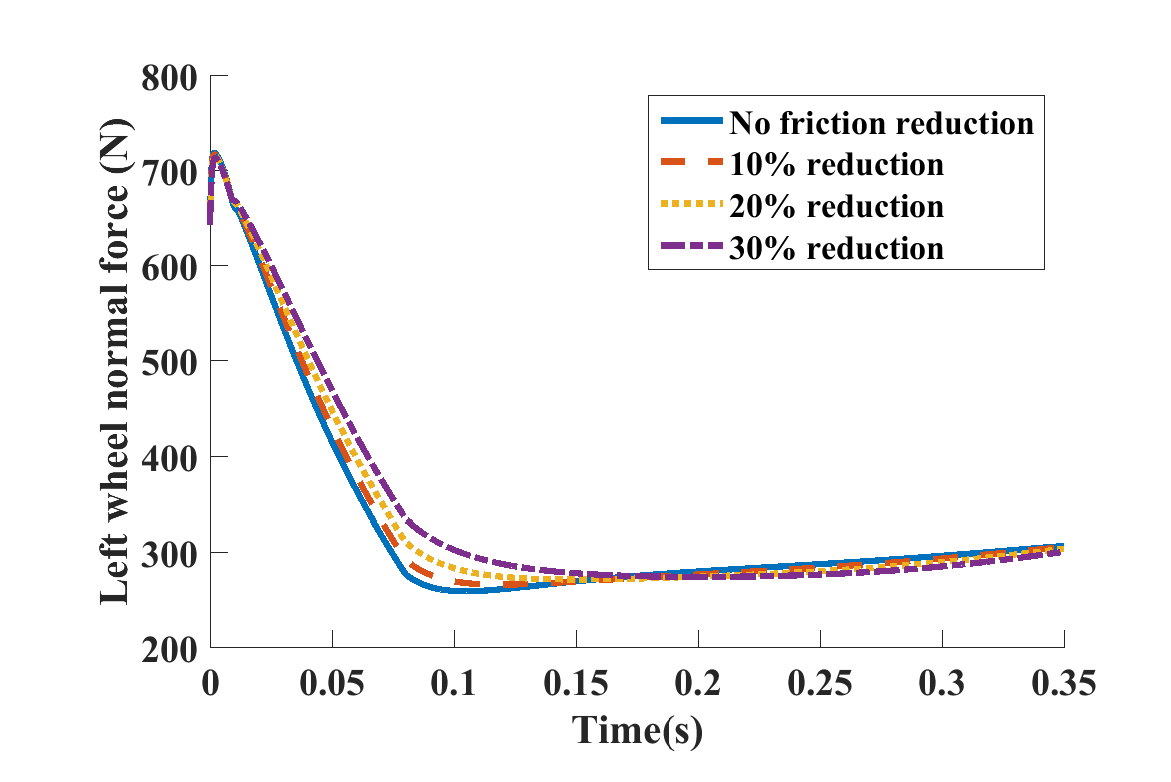 800
700
600
500
400
300
200
Left wheel normal force (N)
No friction reduction
10% reduction
20% reduction
30% reduction
0 0.05 0.1 0.15 0.2 0.25 0.3 0.35
Time(s)